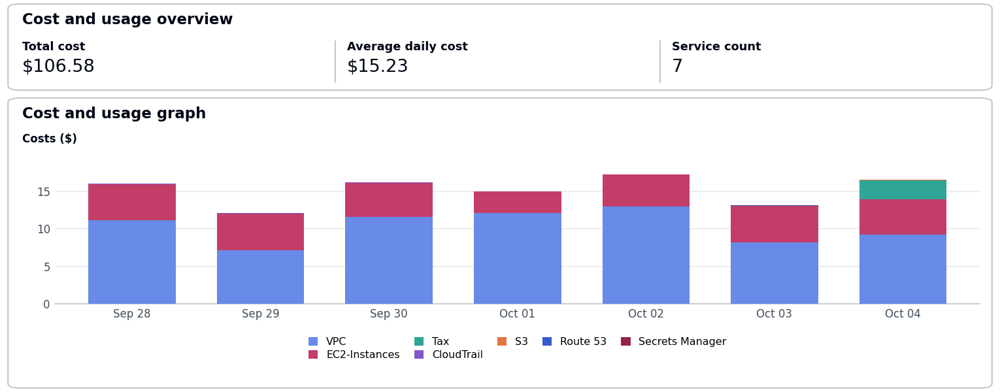 Cost and usage overview
Total cost
$106.58
Average daily cost
$15.23
Service count
7
Cost and usage graph
Costs ($)
15
10
5
0
Sep 28 Sep 29 Sep 30 Oct 01 Oct 02 Oct 03 Oct 04
VPC Tax S3 Route 53 Secrets Manager
EC2-Instances CloudTrail